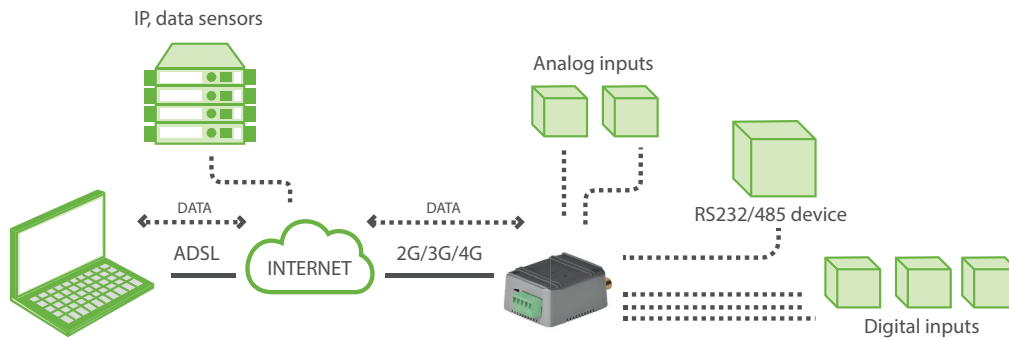 IP, data sensors
Analog inputs
RS232/485 device
DATA
DATA
ADSL
INTERNET
2G/3G/4G
Digital inputs